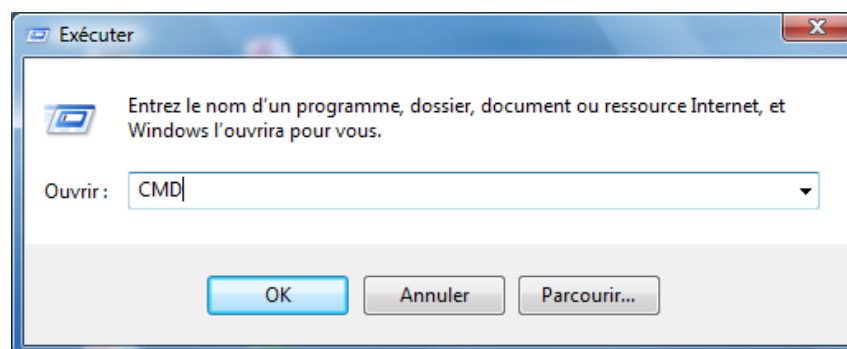 Exécuter
Entrez le nom d'un programme, dossier, document ou ressource Internet, et
Windows l'ouvrira pour vous.
Ouvrir : CMD
OK Annuler Parcourir...